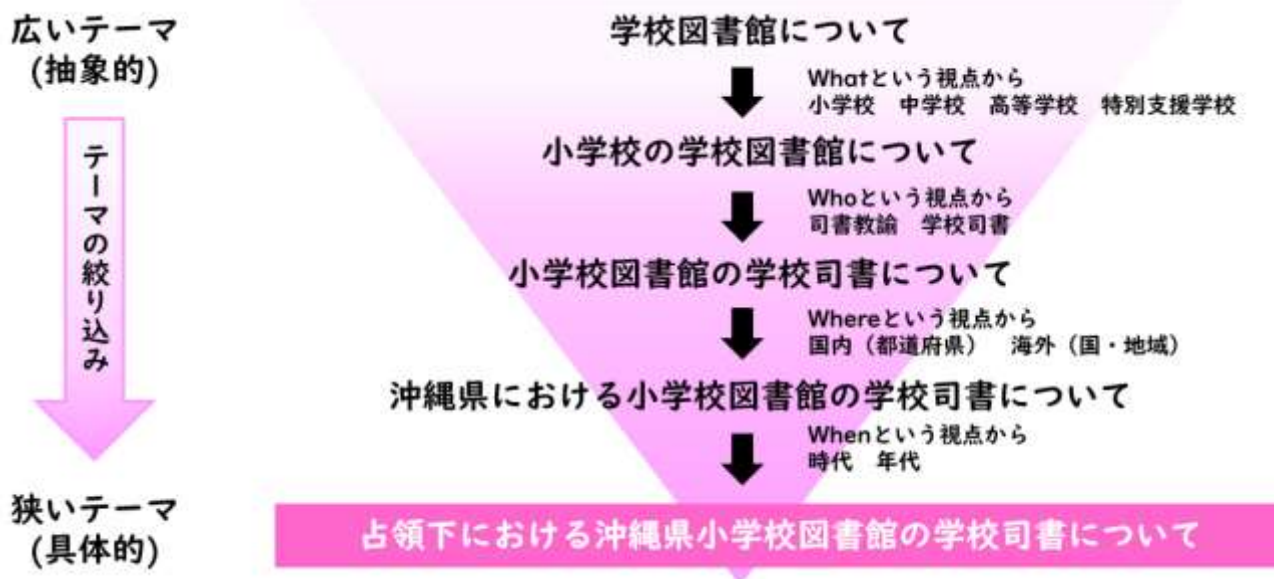 広いテーマ
(抽象的)
テーマの絞り込み
狭いテーマ
(具体的)
学校図書館について
Whatという視点から
小学校　中学校　高等学校　特別支援学校
小学校の学校図書館について
Whoという視点から
司書教諭　学校司書
小学校図書館の学校司書について
Whereという視点から
国内（都道府県）　海外（国・地域）
沖縄県における小学校図書館の学校司書について
Whenという視点から
時代　年代
占領下における沖縄県小学校図書館の学校司書について